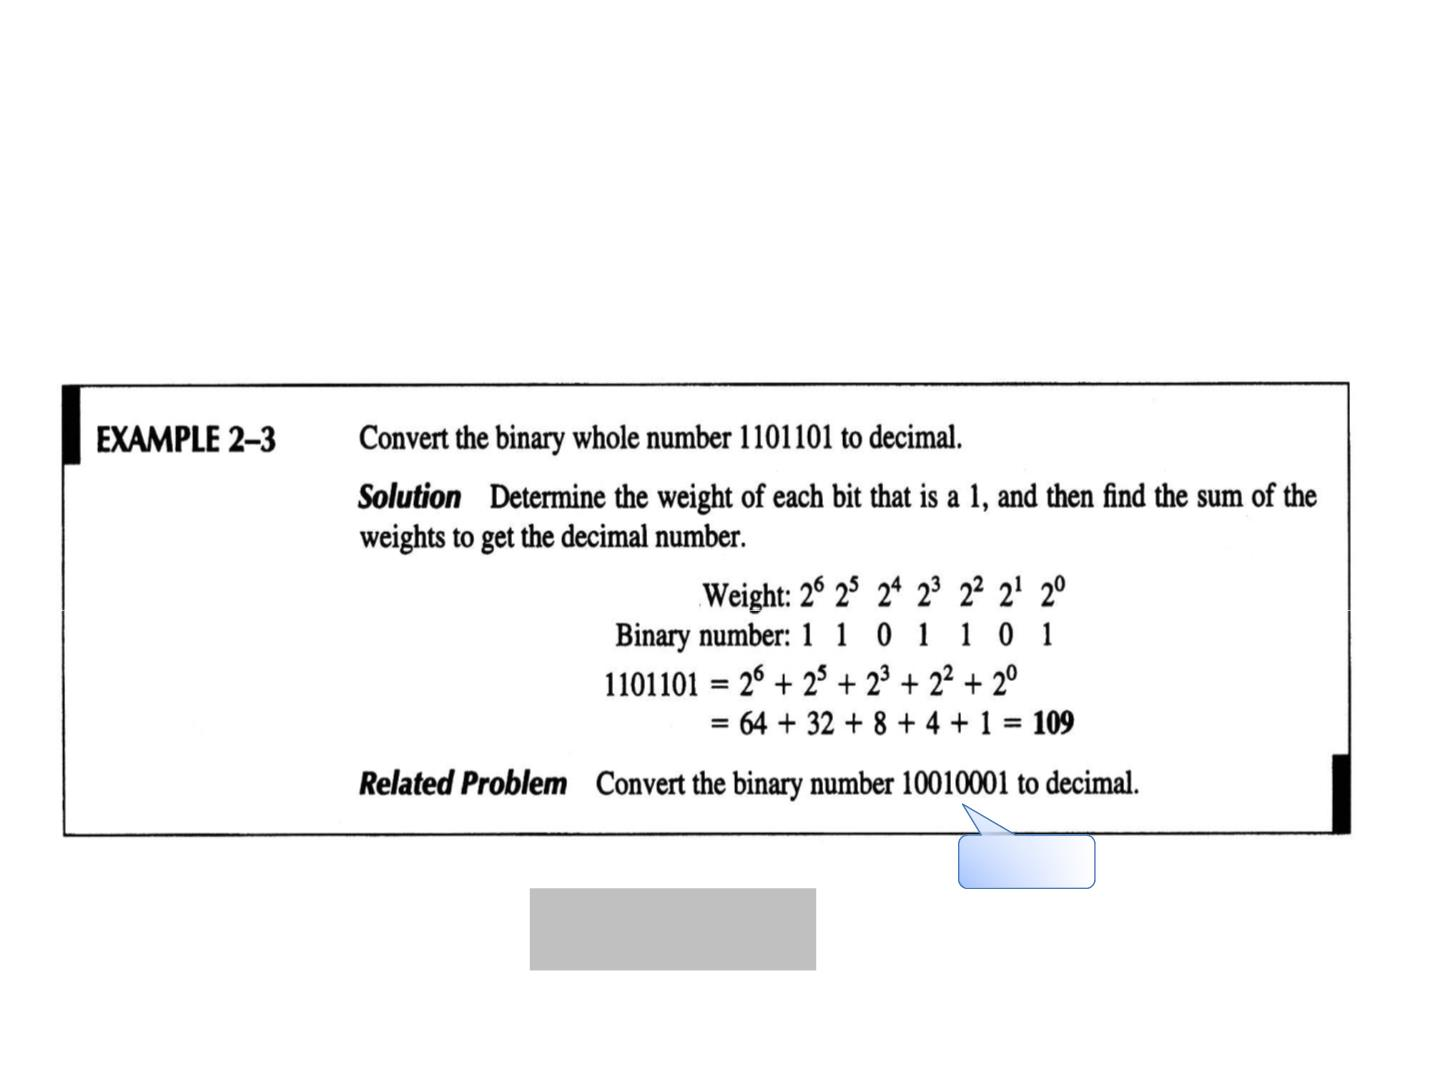 EXAMPLE 2–3 Convert the binary whole number 1101101 to decimal.
Solution Determine the weight of each bit that is a 1, and then find the sum of the
weights to get the decimal number.
Weight: 2⁶ 2⁵ 2⁴ 2³ 2² 2¹ 2⁰
Binary number: 1 1 0 1 1 0 1
1101101 = 2⁶ + 2⁵ + 2³ + 2² + 2⁰
= 64 + 32 + 8 + 4 + 1 = 109
Related Problem Convert the binary number 10010001 to decimal.